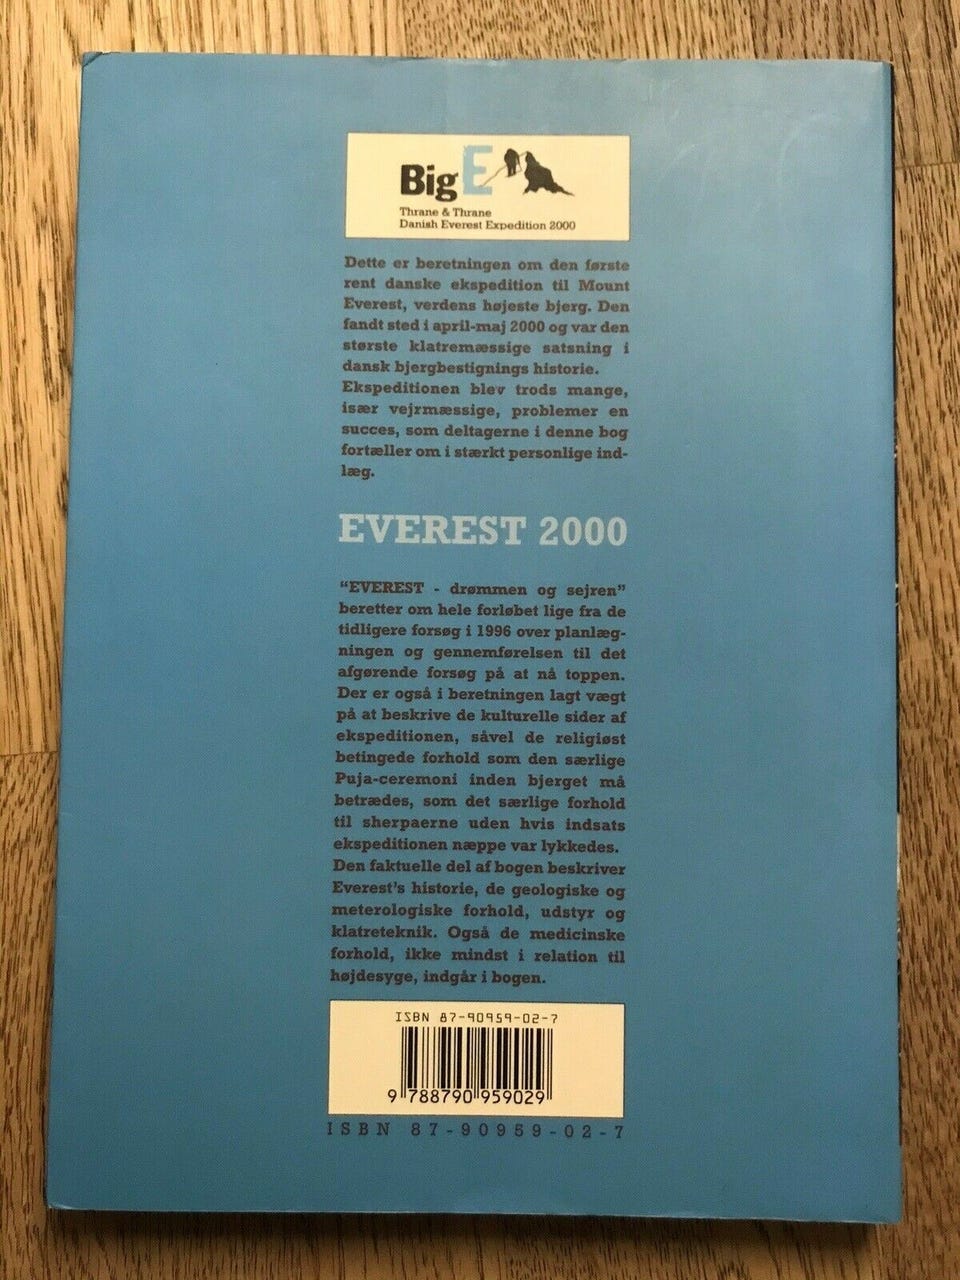 Big E
Thrane & Thrane
Danish Everest Expedition 2000
Dette er beretningen om den første
rent danske ekspedition til Mount
Everest, verdens højeste bjerg. Den
fandt sted i april-maj 2000 og var den
største klatremæssige satsning i
dansk bjergbestignings historie.
Ekspeditionen blev trods mange,
især vejrmæssige, problemer en
succes, som deltagerne i denne bog
fortæller om i stærkt personlige ind-
læg.
EVEREST 2000
"EVEREST - drømmen og sejren"
beretter om hele forløbet lige fra de
tidligere forsøg i 1996 over planlæg-
ningen og gennemførelsen til det
afgørende forsøg på at nå toppen.
Der er også i beretningen lagt vægt
på at beskrive de kulturelle sider af
ekspeditionen, såvel de religiøst
betingede forhold som den særlige
Puja-ceremoni inden bjerget må
betrædes, som det særlige forhold
til sherpaerne uden hvis indsats
ekspeditionen næppe var lykkedes.
Den faktuelle del af bogen beskriver
Everest's historie, de geologiske og
meterologiske forhold, udstyr og
klatreteknik. Også de medicinske
forhold, ikke mindst i relation til
højdesyge, indgår i bogen.
ISBN 87-90959-02-7
9 788790 959029
ISBN 87-90959-02-7